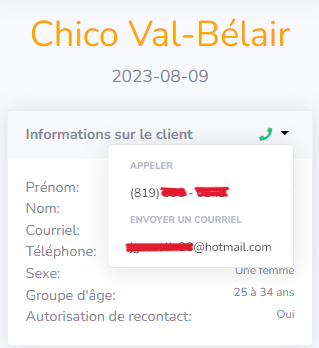 Chico Val-Bélair
2023-08-09
Informations sur le client
APPELER
(819) -
ENVOYER UN COURRIEL
@hotmail.com
Prénom:
Nom:
Courriel:
Téléphone:
Sexe: Une femme
Groupe d'âge: 25 à 34 ans
Autorisation de recontact: Oui